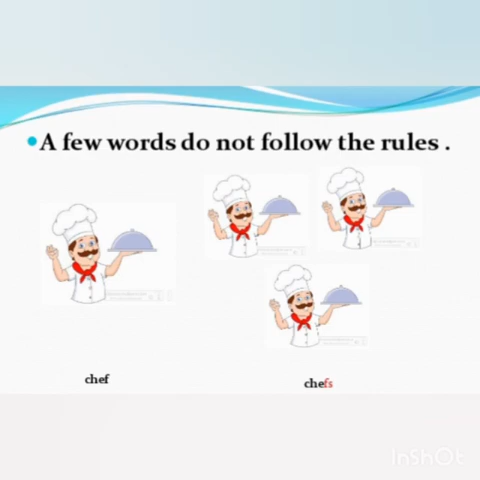 A few words do not follow the rules .
chef
chefs
InShOt